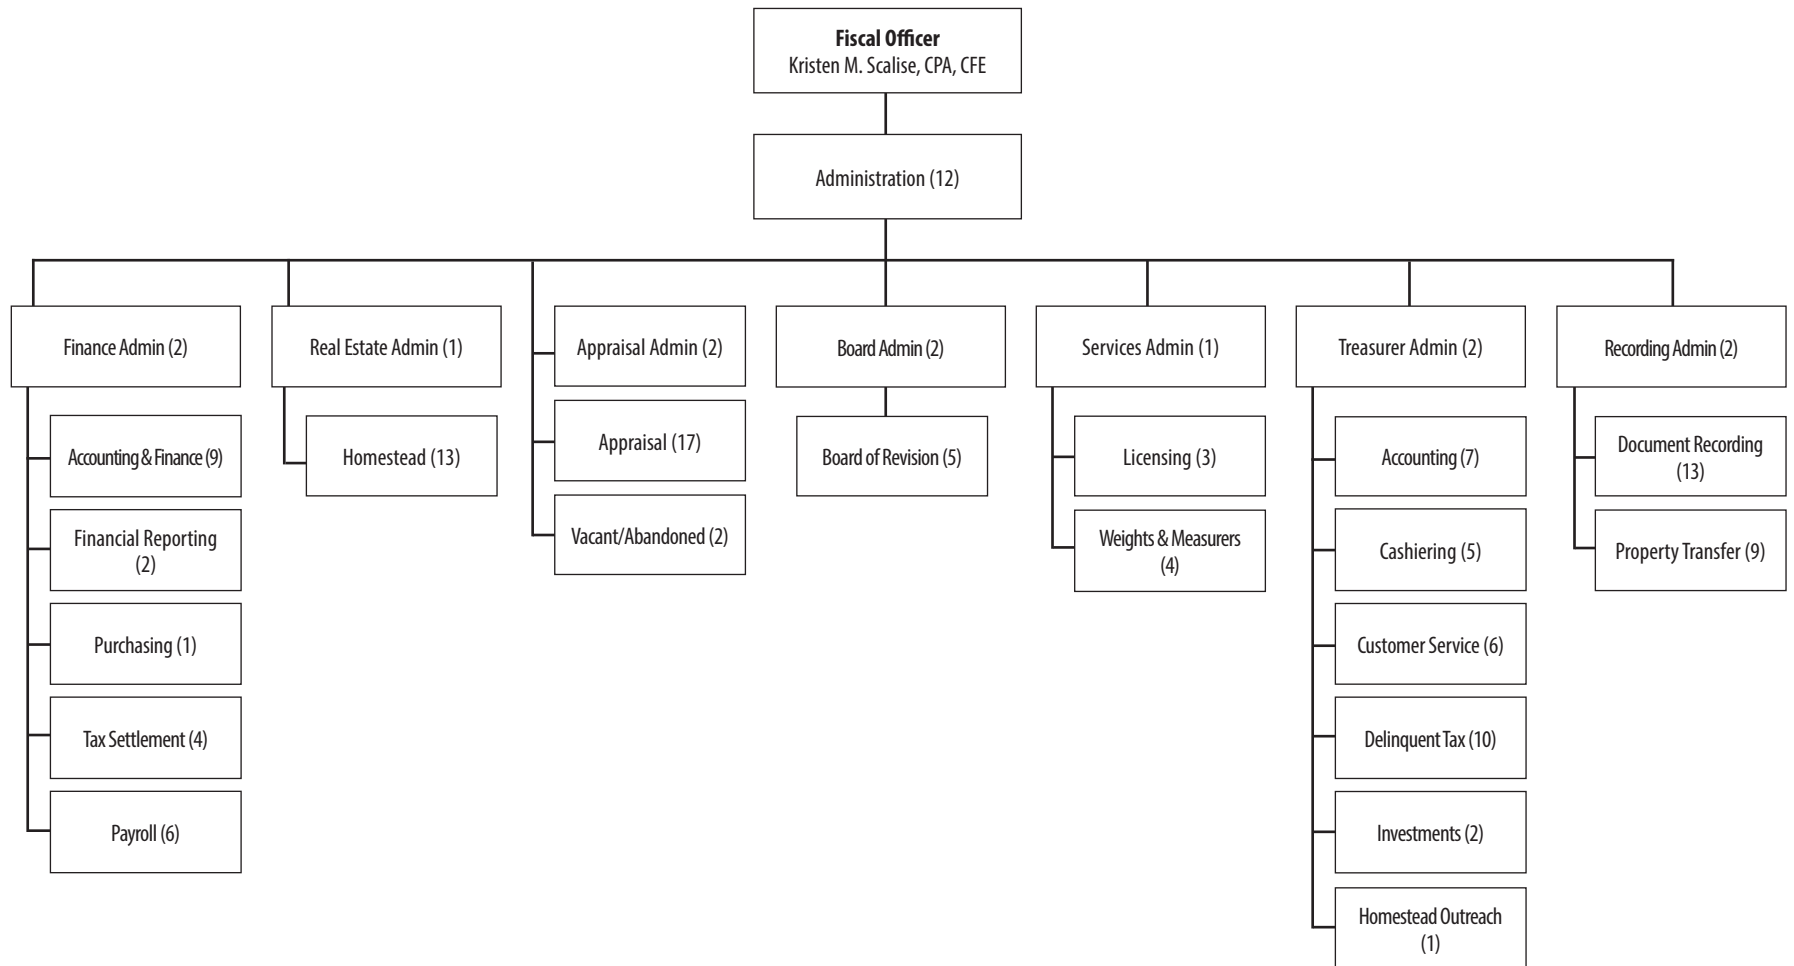 Fiscal Officer
Kristen M. Scalise, CPA, CFE
Administration (12)
Finance Admin (2)
Real Estate Admin (1)
Appraisal Admin (2)
Board Admin (2)
Services Admin (1)
Treasurer Admin (2)
Recording Admin (2)
Accounting & Finance (9)
Homestead (13)
Appraisal (17)
Board of Revision (5)
Licensing (3)
Accounting (7)
Document Recording
(13)
Financial Reporting
(2)
Vacant/Abandoned (2)
Weights & Measurers
(4)
Cashiering (5)
Property Transfer (9)
Purchasing (1)
Customer Service (6)
Tax Settlement (4)
Delinquent Tax (10)
Payroll (6)
Investments (2)
Homestead Outreach
(1)